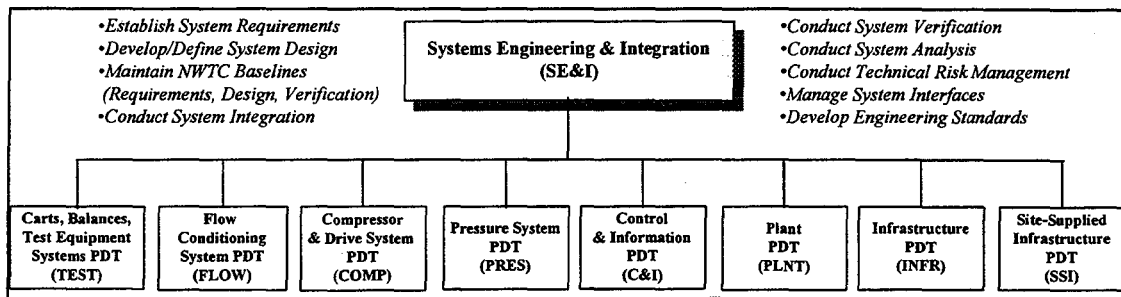 •Establish System Requirements
•Develop/Define System Design
•Maintain NWTC Baselines
(Requirements, Design, Verification)
•Conduct System Integration
Systems Engineering & Integration
(SE&I)
•Conduct System Verification
•Conduct System Analysis
•Conduct Technical Risk Management
•Manage System Interfaces
•Develop Engineering Standards
Carts, Balances,
Test Equipment
Systems PDT
(TEST)
Flow
Conditioning
System PDT
(FLOW)
Compressor
& Drive System
PDT
(COMP)
Pressure System
PDT
(PRES)
Control
& Information
PDT
(C&I)
Plant
PDT
(PLNT)
Infrastructure
PDT
(INFR)
Site-Supplied
Infrastructure
PDT
(SSI)